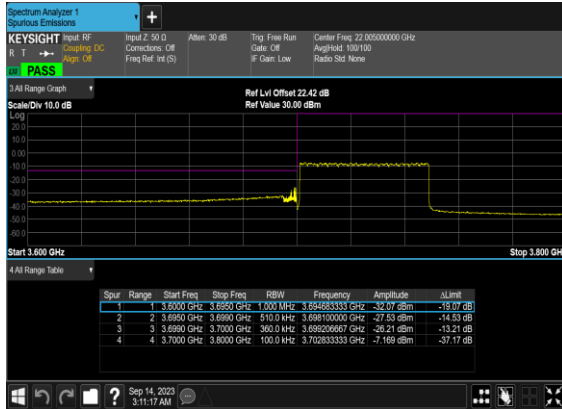 Spectrum Analyzer 1
Spurious Emissions
KEYSIGHT Input: RF Input Z: 50 Ω Atten: 30 dB Trig: Free Run Center Freq: 22.005000000 GHz
R T Coupling: DC Corrections: Off Gate: Off Avg|Hold: 100/100
Align: Off Freq Ref: Int (S) IF Gain: Low Radio Std: None
PASS
3 All Range Graph
Ref Lvl Offset 22.42 dB
Scale/Div 10.0 dB Ref Value 30.00 dBm
Log
20.0
10.0
0.00
-10.0
-20.0
-30.0
-40.0
-50.0
-60.0
Start 3.600 GHz Stop 3.800 GH
4 All Range Table
Spur Range Start Freq Stop Freq RBW Frequency Amplitude ΔLimit
1 1 3.6000 GHz 3.6950 GHz 1.000 MHz 3.694683333 GHz -32.07 dBm -19.07 dB
2 2 3.6950 GHz 3.6990 GHz 510.0 kHz 3.698100000 GHz -27.53 dBm -14.53 dB
3 3 3.6990 GHz 3.7000 GHz 360.0 kHz 3.699206667 GHz -26.21 dBm -13.21 dB
4 4 3.7000 GHz 3.8000 GHz 100.0 kHz 3.702833333 GHz -7.169 dBm -37.17 dB
Sep 14, 2023
3:11:17 AM